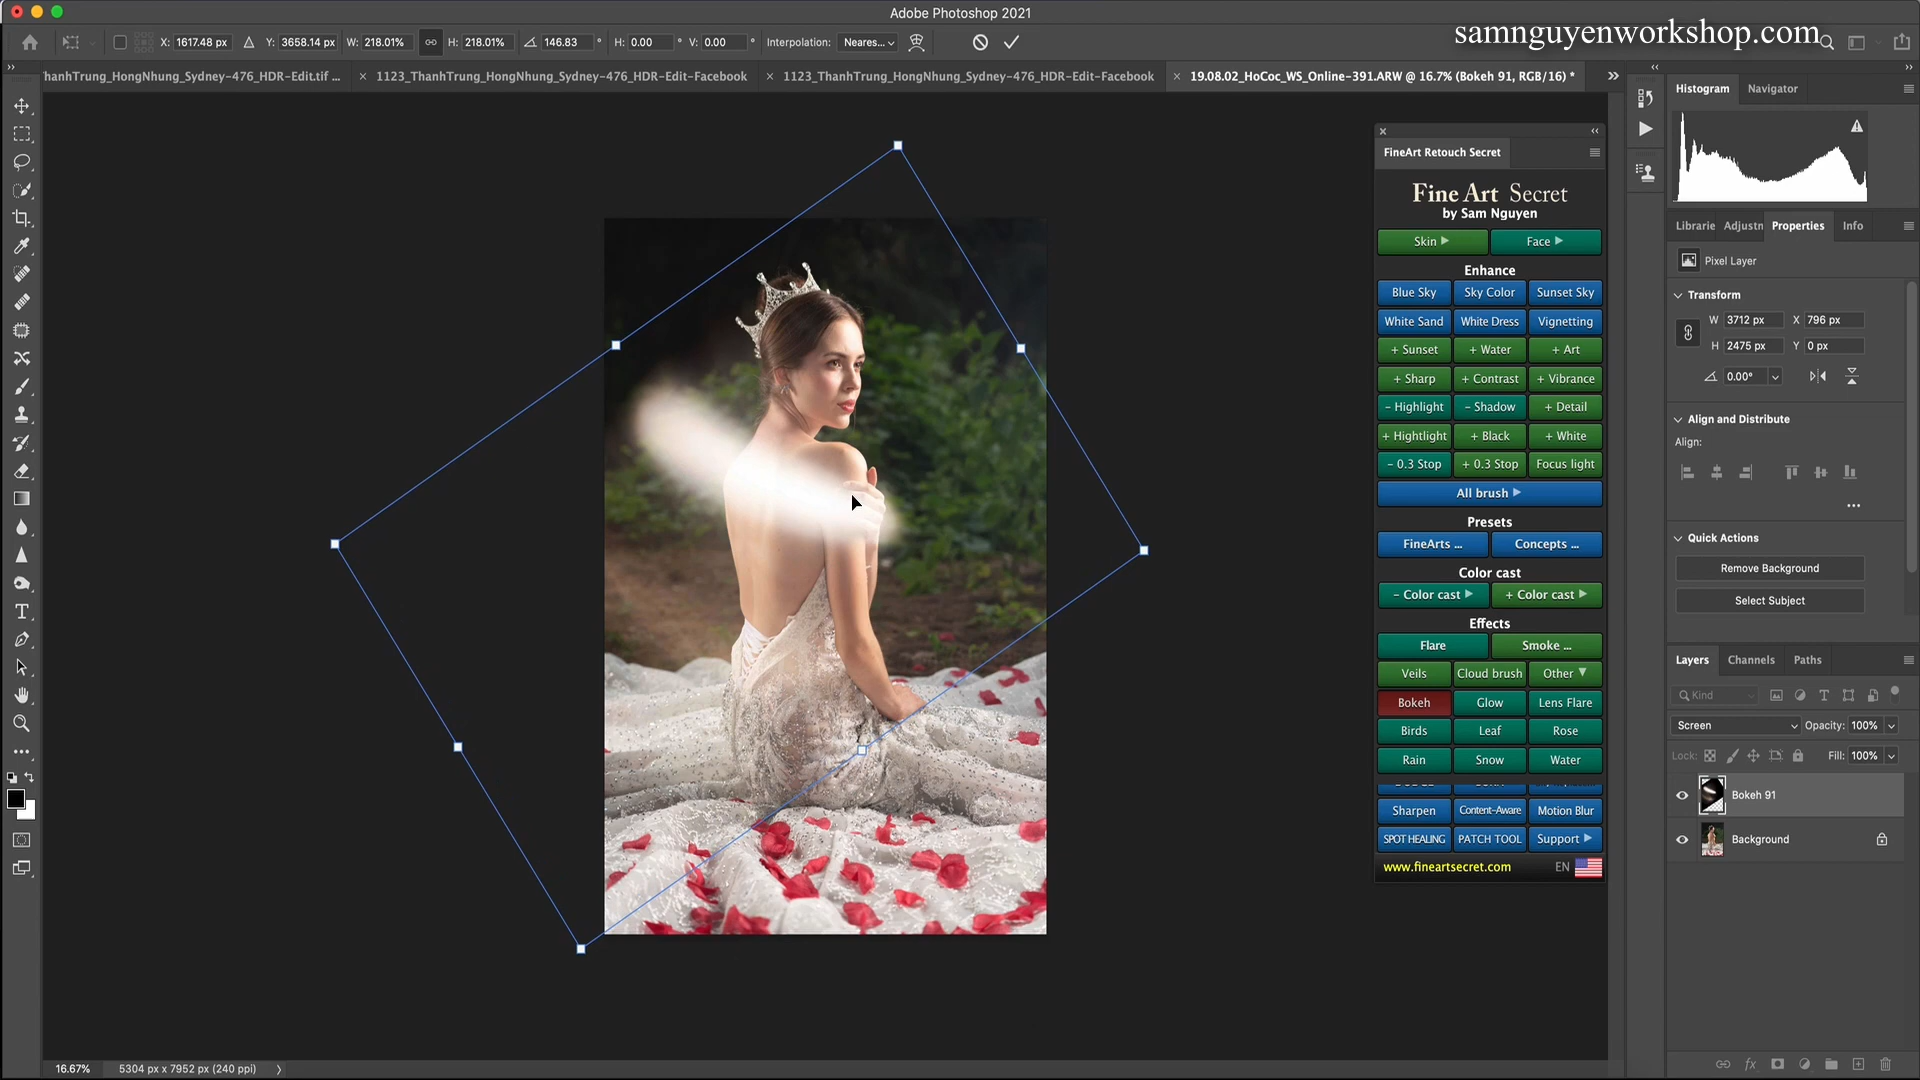 Adobe Photoshop 2021
samnguyenworkshop.com
X: 1617.48 px Y: 3658.14 px W: 218.01% H: 218.01% 146.83 ° H: 0.00 ° V: 0.00 ° Interpolation: Neares...
hanhTrung_HongNhung_Sydney-476_HDR-Edit.tif ... × 1123_ThanhTrung_HongNhung_Sydney-476_HDR-Edit-Facebook × 1123_ThanhTrung_HongNhung_Sydney-476_HDR-Edit-Facebook × 19.08.02_HoCoc_WS_Online-391.ARW @ 16.7% (Bokeh 91, RGB/16) *
FineArt Retouch Secret
Fine Art Secret
by Sam Nguyen
Skin Face
Enhance
Blue Sky Sky Color Sunset Sky
White Sand White Dress Vignetting
+ Sunset + Water + Art
+ Sharp + Contrast + Vibrance
- Highlight - Shadow + Detail
+ Hightlight + Black + White
- 0.3 Stop + 0.3 Stop Focus light
All brush
Presets
FineArts ... Concepts ...
Color cast
- Color cast + Color cast
Effects
Flare Smoke ...
Veils Cloud brush Other
Bokeh Glow Lens Flare
Birds Leaf Rose
Rain Snow Water
Sharpen Content-Aware Motion Blur
SPOT HEALING PATCH TOOL Support
www.fineartsecret.com EN
Histogram Navigator
Librarie Adjustn Properties Info
Pixel Layer
Transform
W 3712 px X 796 px
H 2475 px Y 0 px
0.00°
Align and Distribute
Align:
Quick Actions
Remove Background
Select Subject
Layers Channels Paths
Kind
Screen Opacity: 100%
Lock: Fill: 100%
Bokeh 91
Background
16.67% 5304 px x 7952 px (240 ppi)